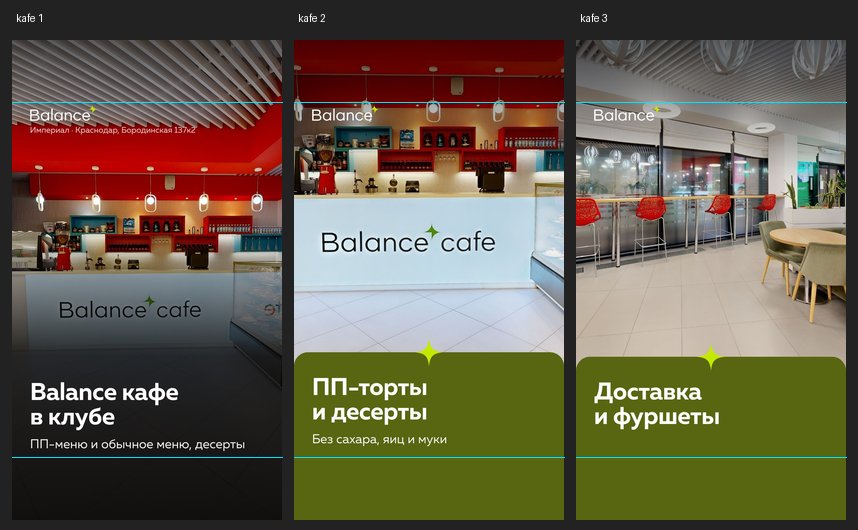 kafe 1
Balance
Империал · Краснодар, Бородинская 137к2
Balance cafe
Balance кафе
в клубе
ПП-меню и обычное меню, десерты
kafe 2
Balance
Balance cafe
ПП-торты
и десерты
Без сахара, яиц и муки
kafe 3
Balance
Доставка
и фуршеты